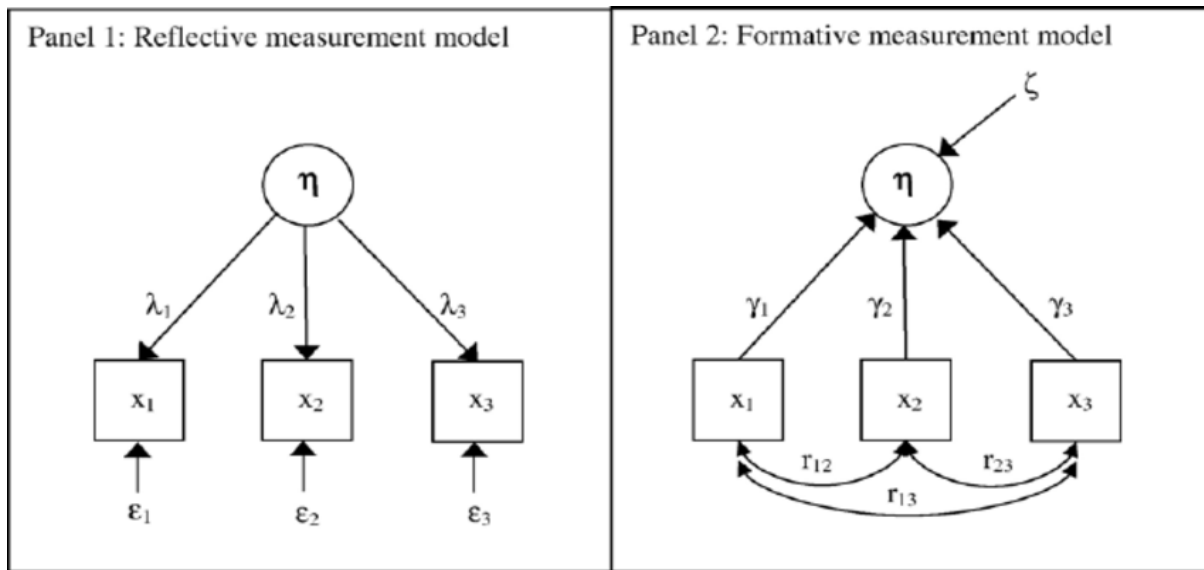 Panel 1: Reflective measurement model
η
λ₁ λ₂ λ₃
x₁ x₂ x₃
ε₁ ε₂ ε₃
Panel 2: Formative measurement model
ζ
η
γ₁ γ₂ γ₃
x₁ x₂ x₃
r₁₂ r₂₃
r₁₃